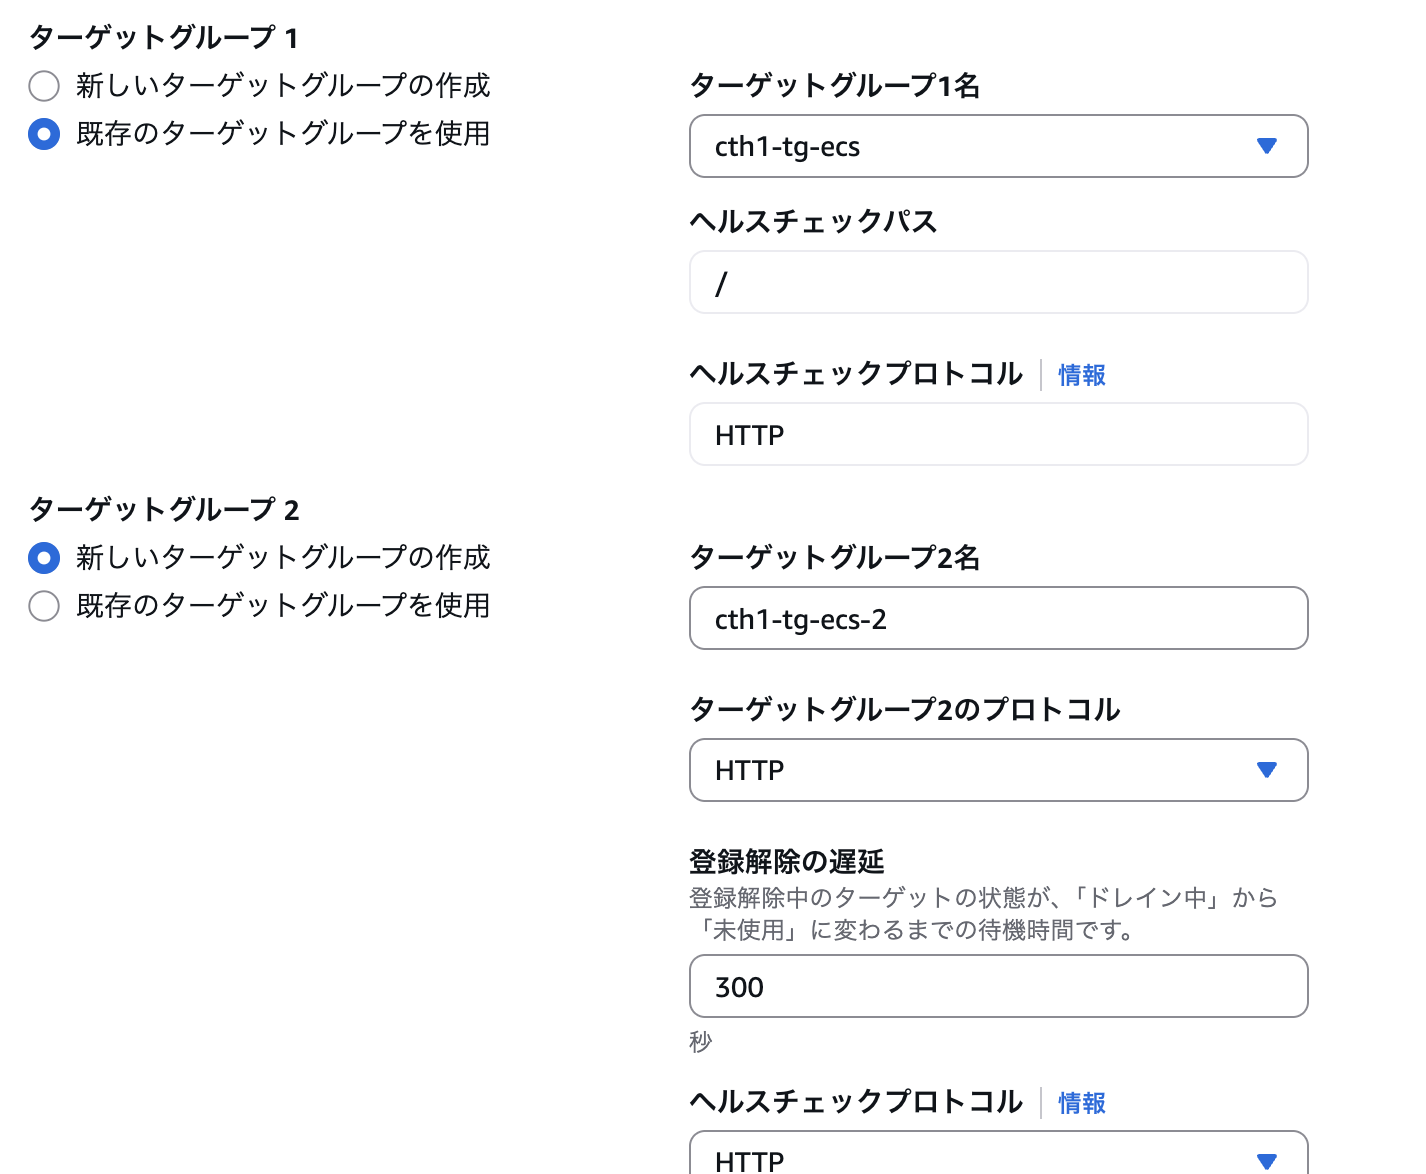 ターゲットグループ 1
新しいターゲットグループの作成
既存のターゲットグループを使用
ターゲットグループ1名
cth1-tg-ecs
ヘルスチェックパス
/
ヘルスチェックプロトコル
情報
HTTP
ターゲットグループ 2
新しいターゲットグループの作成
既存のターゲットグループを使用
ターゲットグループ2名
cth1-tg-ecs-2
ターゲットグループ2のプロトコル
HTTP
登録解除の遅延
登録解除中のターゲットの状態が、「ドレイン中」から
「未使用」に変わるまでの待機時間です。
300
秒
ヘルスチェックプロトコル
情報
HTTP